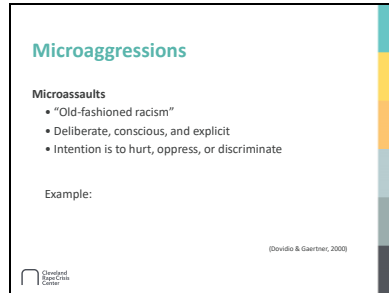 Microaggressions
Microassaults
• “Old-fashioned racism”
• Deliberate, conscious, and explicit
• Intention is to hurt, oppress, or discriminate
Example:
(Dovidio & Gaertner, 2000)
Cleveland
Rape Crisis
Center